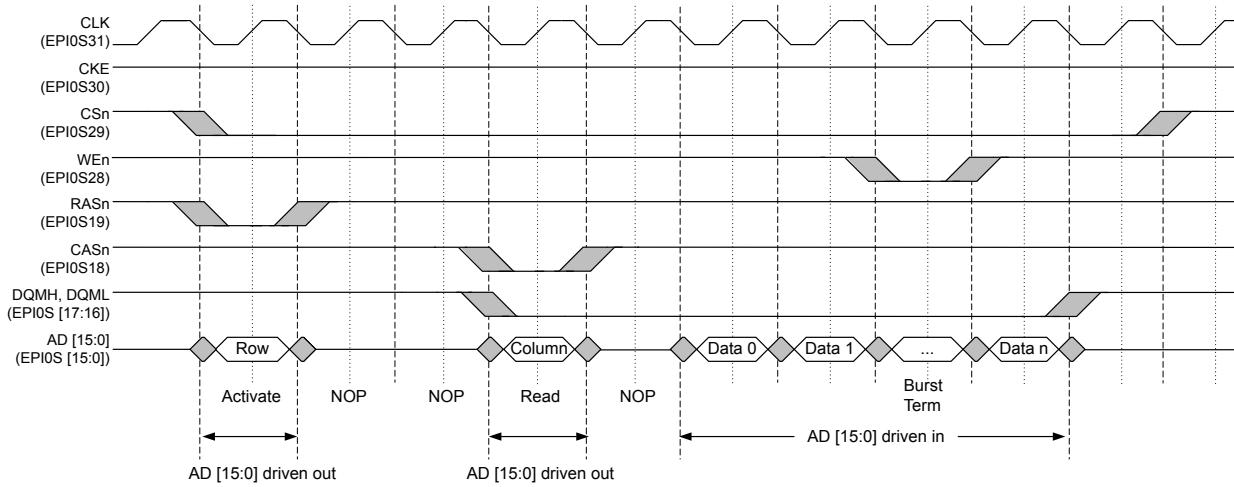 CLK
(EPI0S31)
CKE
(EPI0S30)
CSn
(EPI0S29)
WEn
(EPI0S28)
RASn
(EPI0S19)
CASn
(EPI0S18)
DQMH, DQML
(EPI0S [17:16])
AD [15:0]
(EPI0S [15:0])
Row
Column
Data 0
Data 1
...
Data n
Activate
NOP
NOP
Read
NOP
Burst
Term
AD [15:0] driven in
AD [15:0] driven out
AD [15:0] driven out